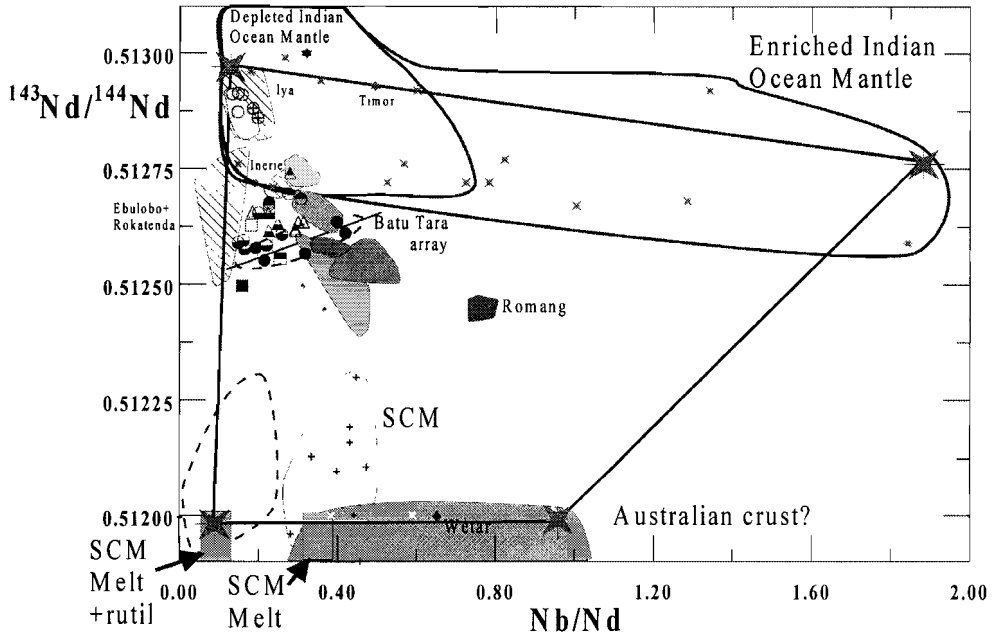 Depleted Indian
Ocean Mantle
Enriched Indian
Ocean Mantle
0.51300
143Nd/144Nd
Iya
Timor
0.51275
Inerie
Ebulobo+
Rokatenda
Batu Tara
array
0.51250
Romang
0.51225
SCM
0.51200
Wetar
Australian crust?
SCM
Melt
+rutil
SCM
Melt
0.00
0.40
0.80
1.20
1.60
2.00
Nb/Nd